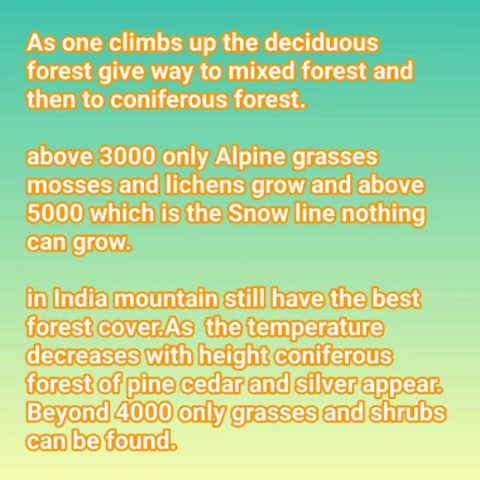 As one climbs up the deciduous
forest give way to mixed forest and
then to coniferous forest.
above 3000 only Alpine grasses
mosses and lichens grow and above
5000 which is the Snow line nothing
can grow.
in India mountain still have the best
forest cover.As the temperature
decreases with height coniferous
forest of pine cedar and silver appear.
Beyond 4000 only grasses and shrubs
can be found.